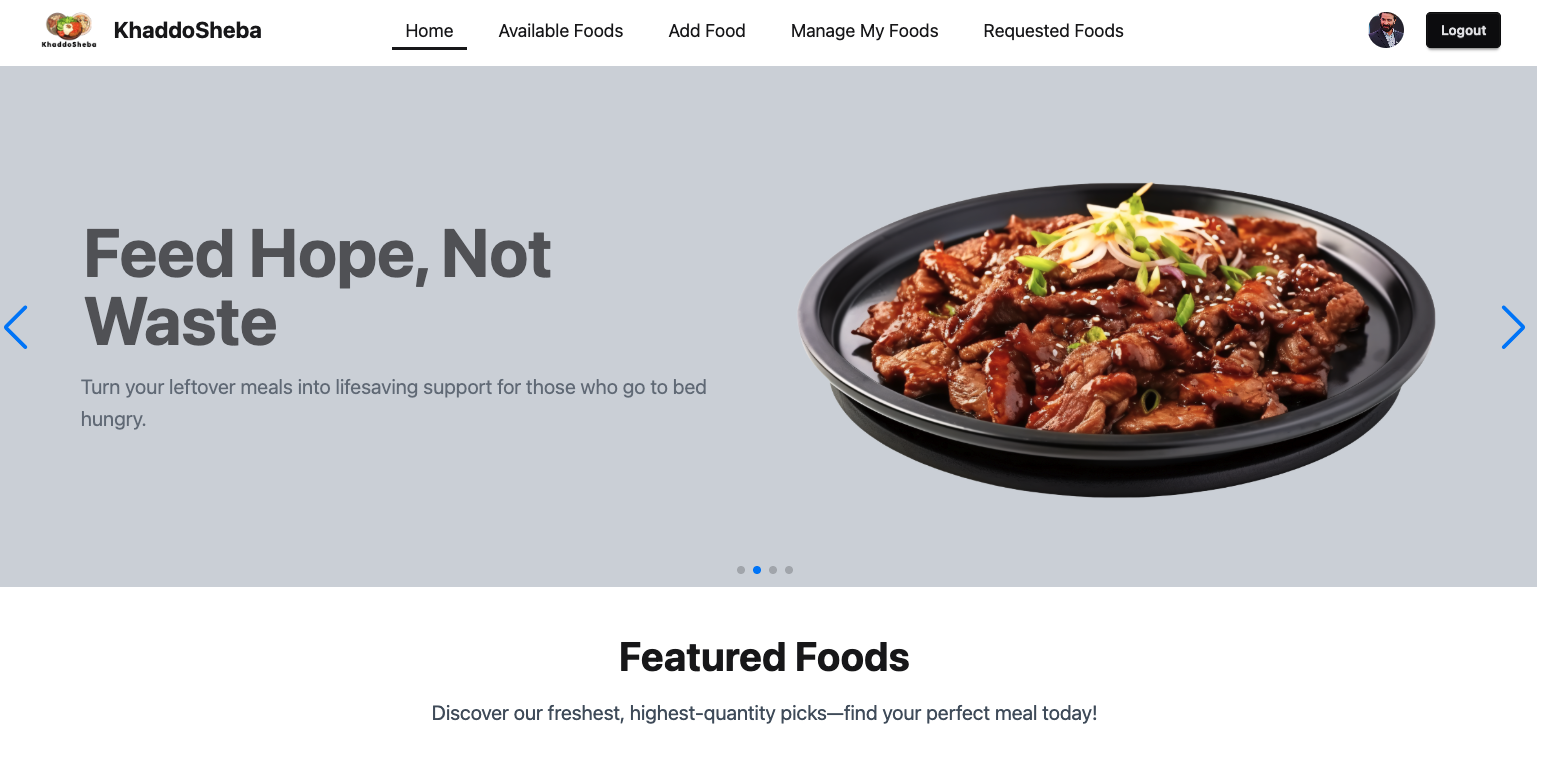 KhaddoSheba
KhaddoSheba
Home
Available Foods
Add Food
Manage My Foods
Requested Foods
Logout
Feed Hope, Not
Waste
Turn your leftover meals into lifesaving support for those who go to bed
hungry.
Featured Foods
Discover our freshest, highest-quantity picks—find your perfect meal today!